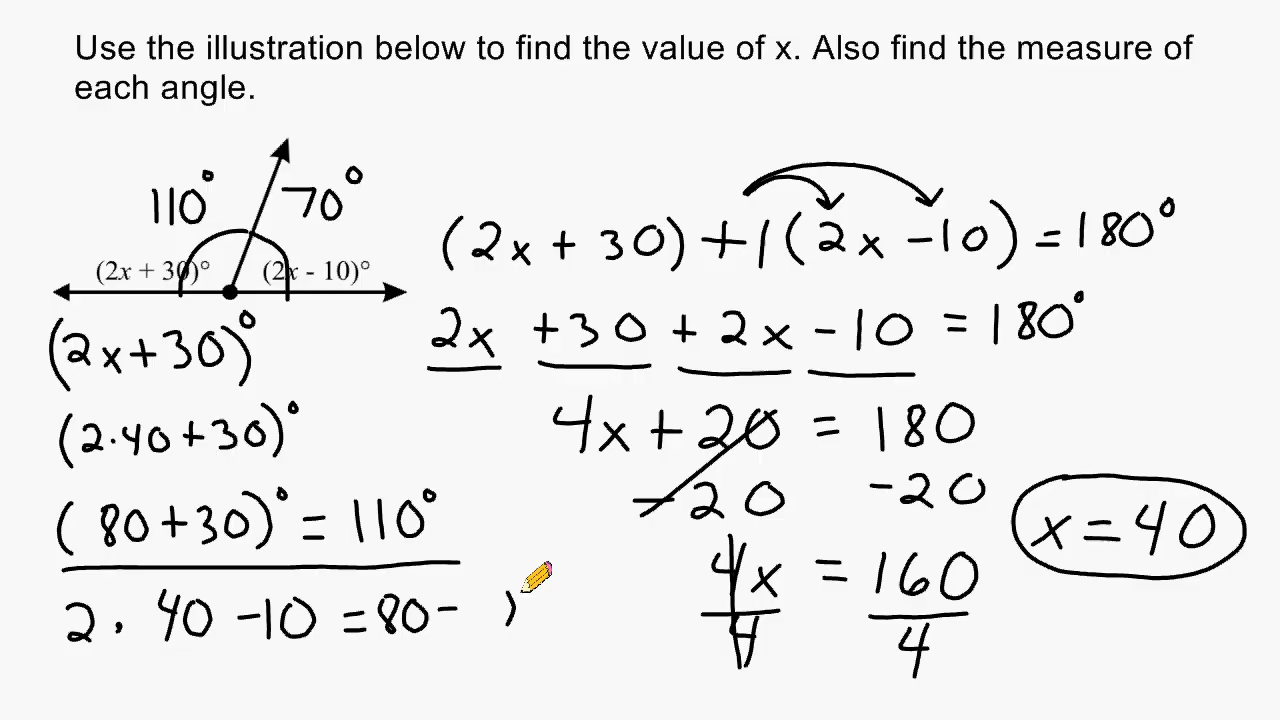 Use the illustration below to find the value of x. Also find the measure of
each angle.
110° 70°
(2x + 30)° (2x - 10)°
(2x+30)°
(2·40+30)°
(80+30)°=110°
2·40-10=80-
(2x+30)+1(2x-10)=180°
2x+30+2x-10=180°
4x+20=180
-20 -20
4x=160
4 4
x=40